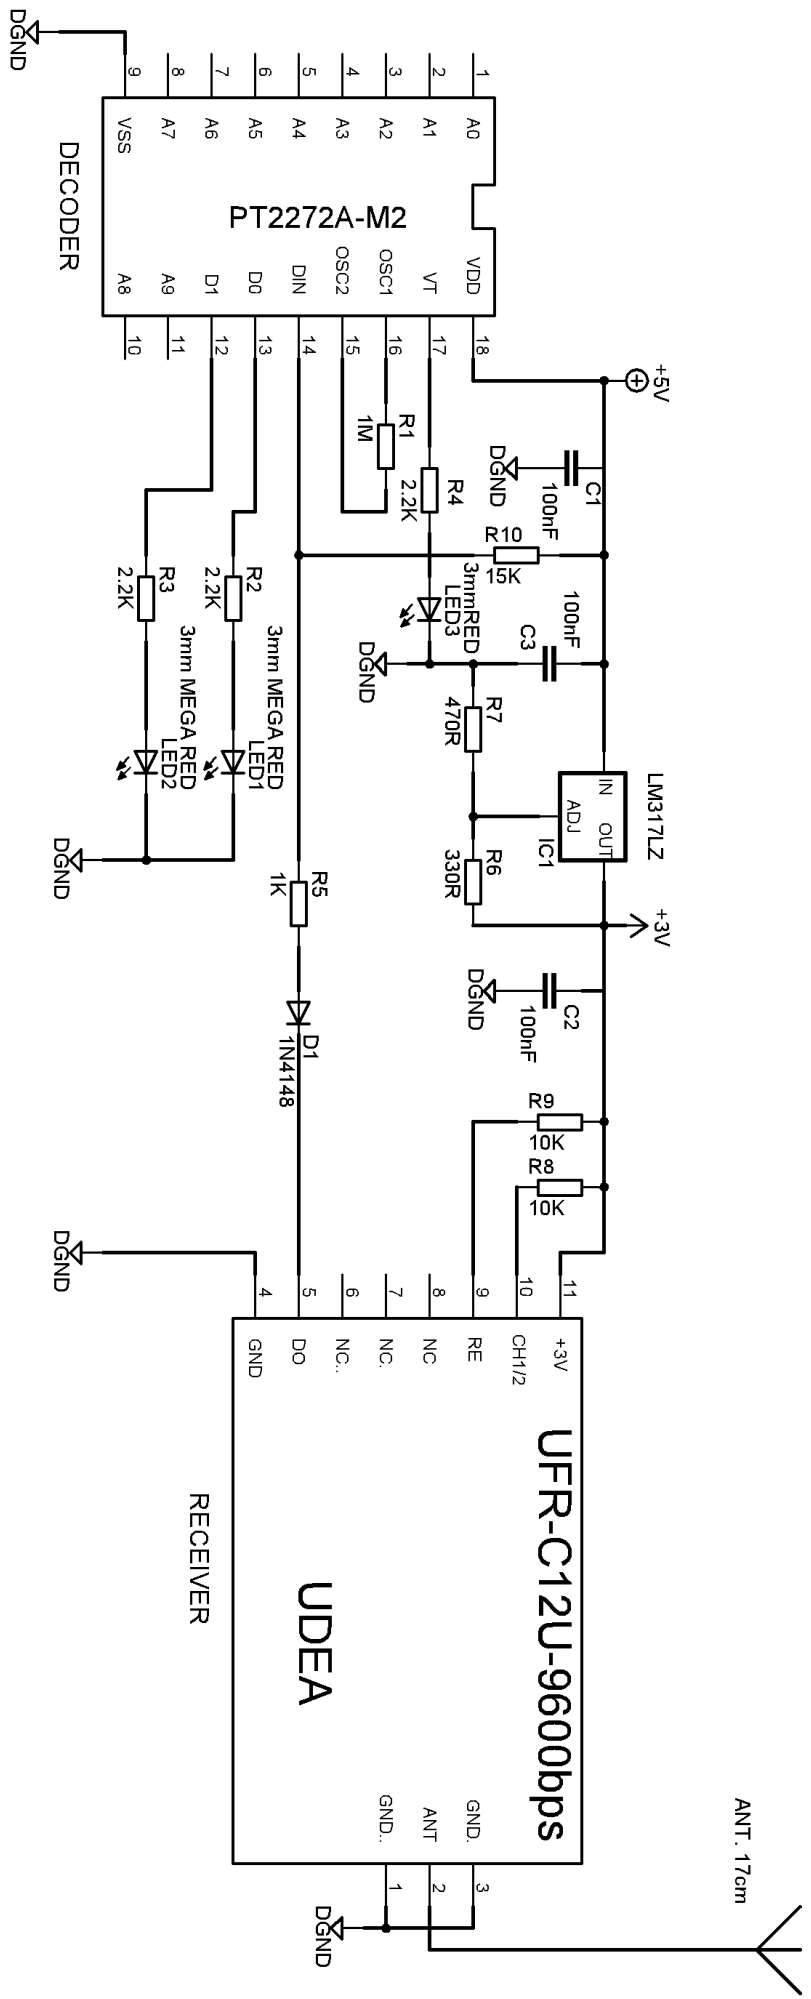 DGND
9
8
7
6
5
4
3
2
1
VSS
A7
A6
A5
A4
A3
A2
A1
A0
PT2272A-M2
DECODER
A8
A9
D1
D0
DIN
OSC2
OSC1
VT
VDD
10
11
12
13
14
15
16
17
18
+5V
R1
1M
R4
2.2K
DGND
C1
100nF
R10
15K
R3
2.2K
R2
2.2K
3mmRED
LED3
DGND
C3
100nF
3mm MEGA RED
LED2
3mm MEGA RED
LED1
R7
470R
LM317LZ
IN
OUT
ADJ
IC1
DGND
R6
330R
R5
1K
+3V
DGND
C2
100nF
D1
1N4148
R9
10K
R8
10K
DGND
4
5
6
7
8
9
10
11
GND
DO
NC..
NC.
NC
RE
CH1/2
+3V
UFR-C12U-9600bps
UDEA
RECEIVER
GND..
ANT
GND.
1
2
3
DGND
ANT. 17cm